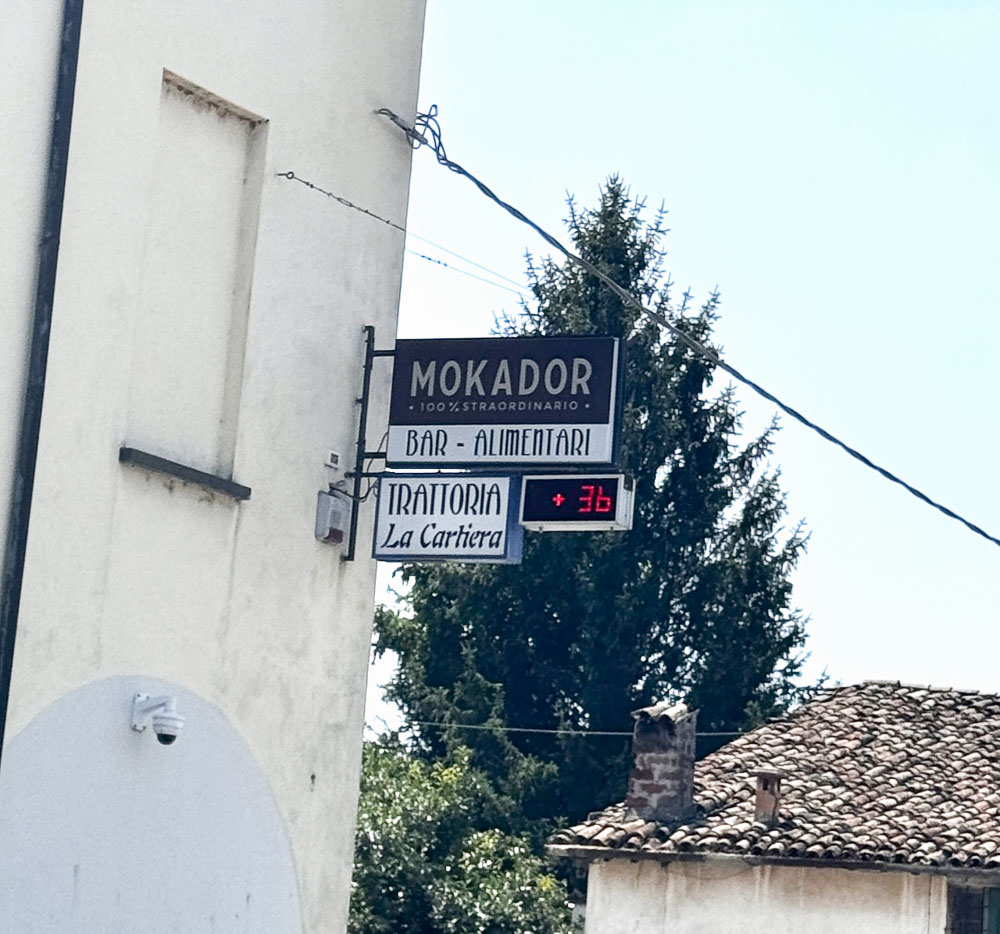 MOKADOR
• 100% STRAORDINARIO •
BAR - ALIMENTARI
TRATTORIA
La Cartiera
+ 36